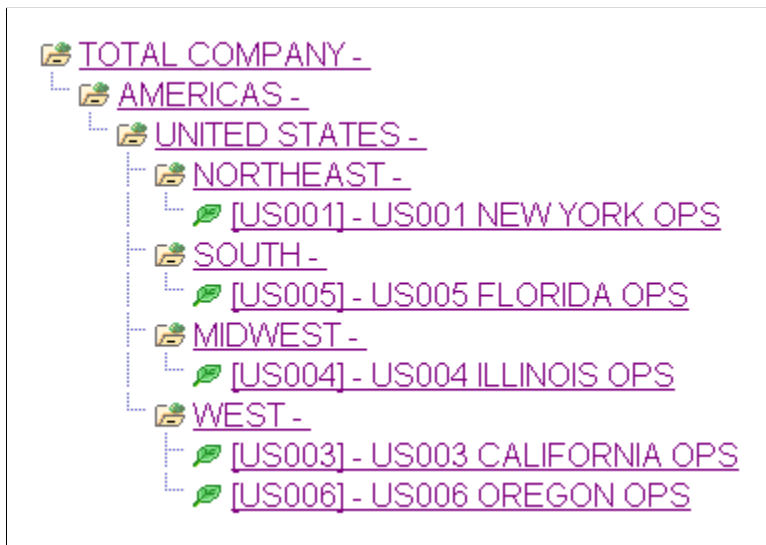 TOTAL COMPANY -
AMERICAS -
UNITED STATES -
NORTHEAST -
[US001] - US001 NEW YORK OPS
SOUTH -
[US005] - US005 FLORIDA OPS
MIDWEST -
[US004] - US004 ILLINOIS OPS
WEST -
[US003] - US003 CALIFORNIA OPS
[US006] - US006 OREGON OPS